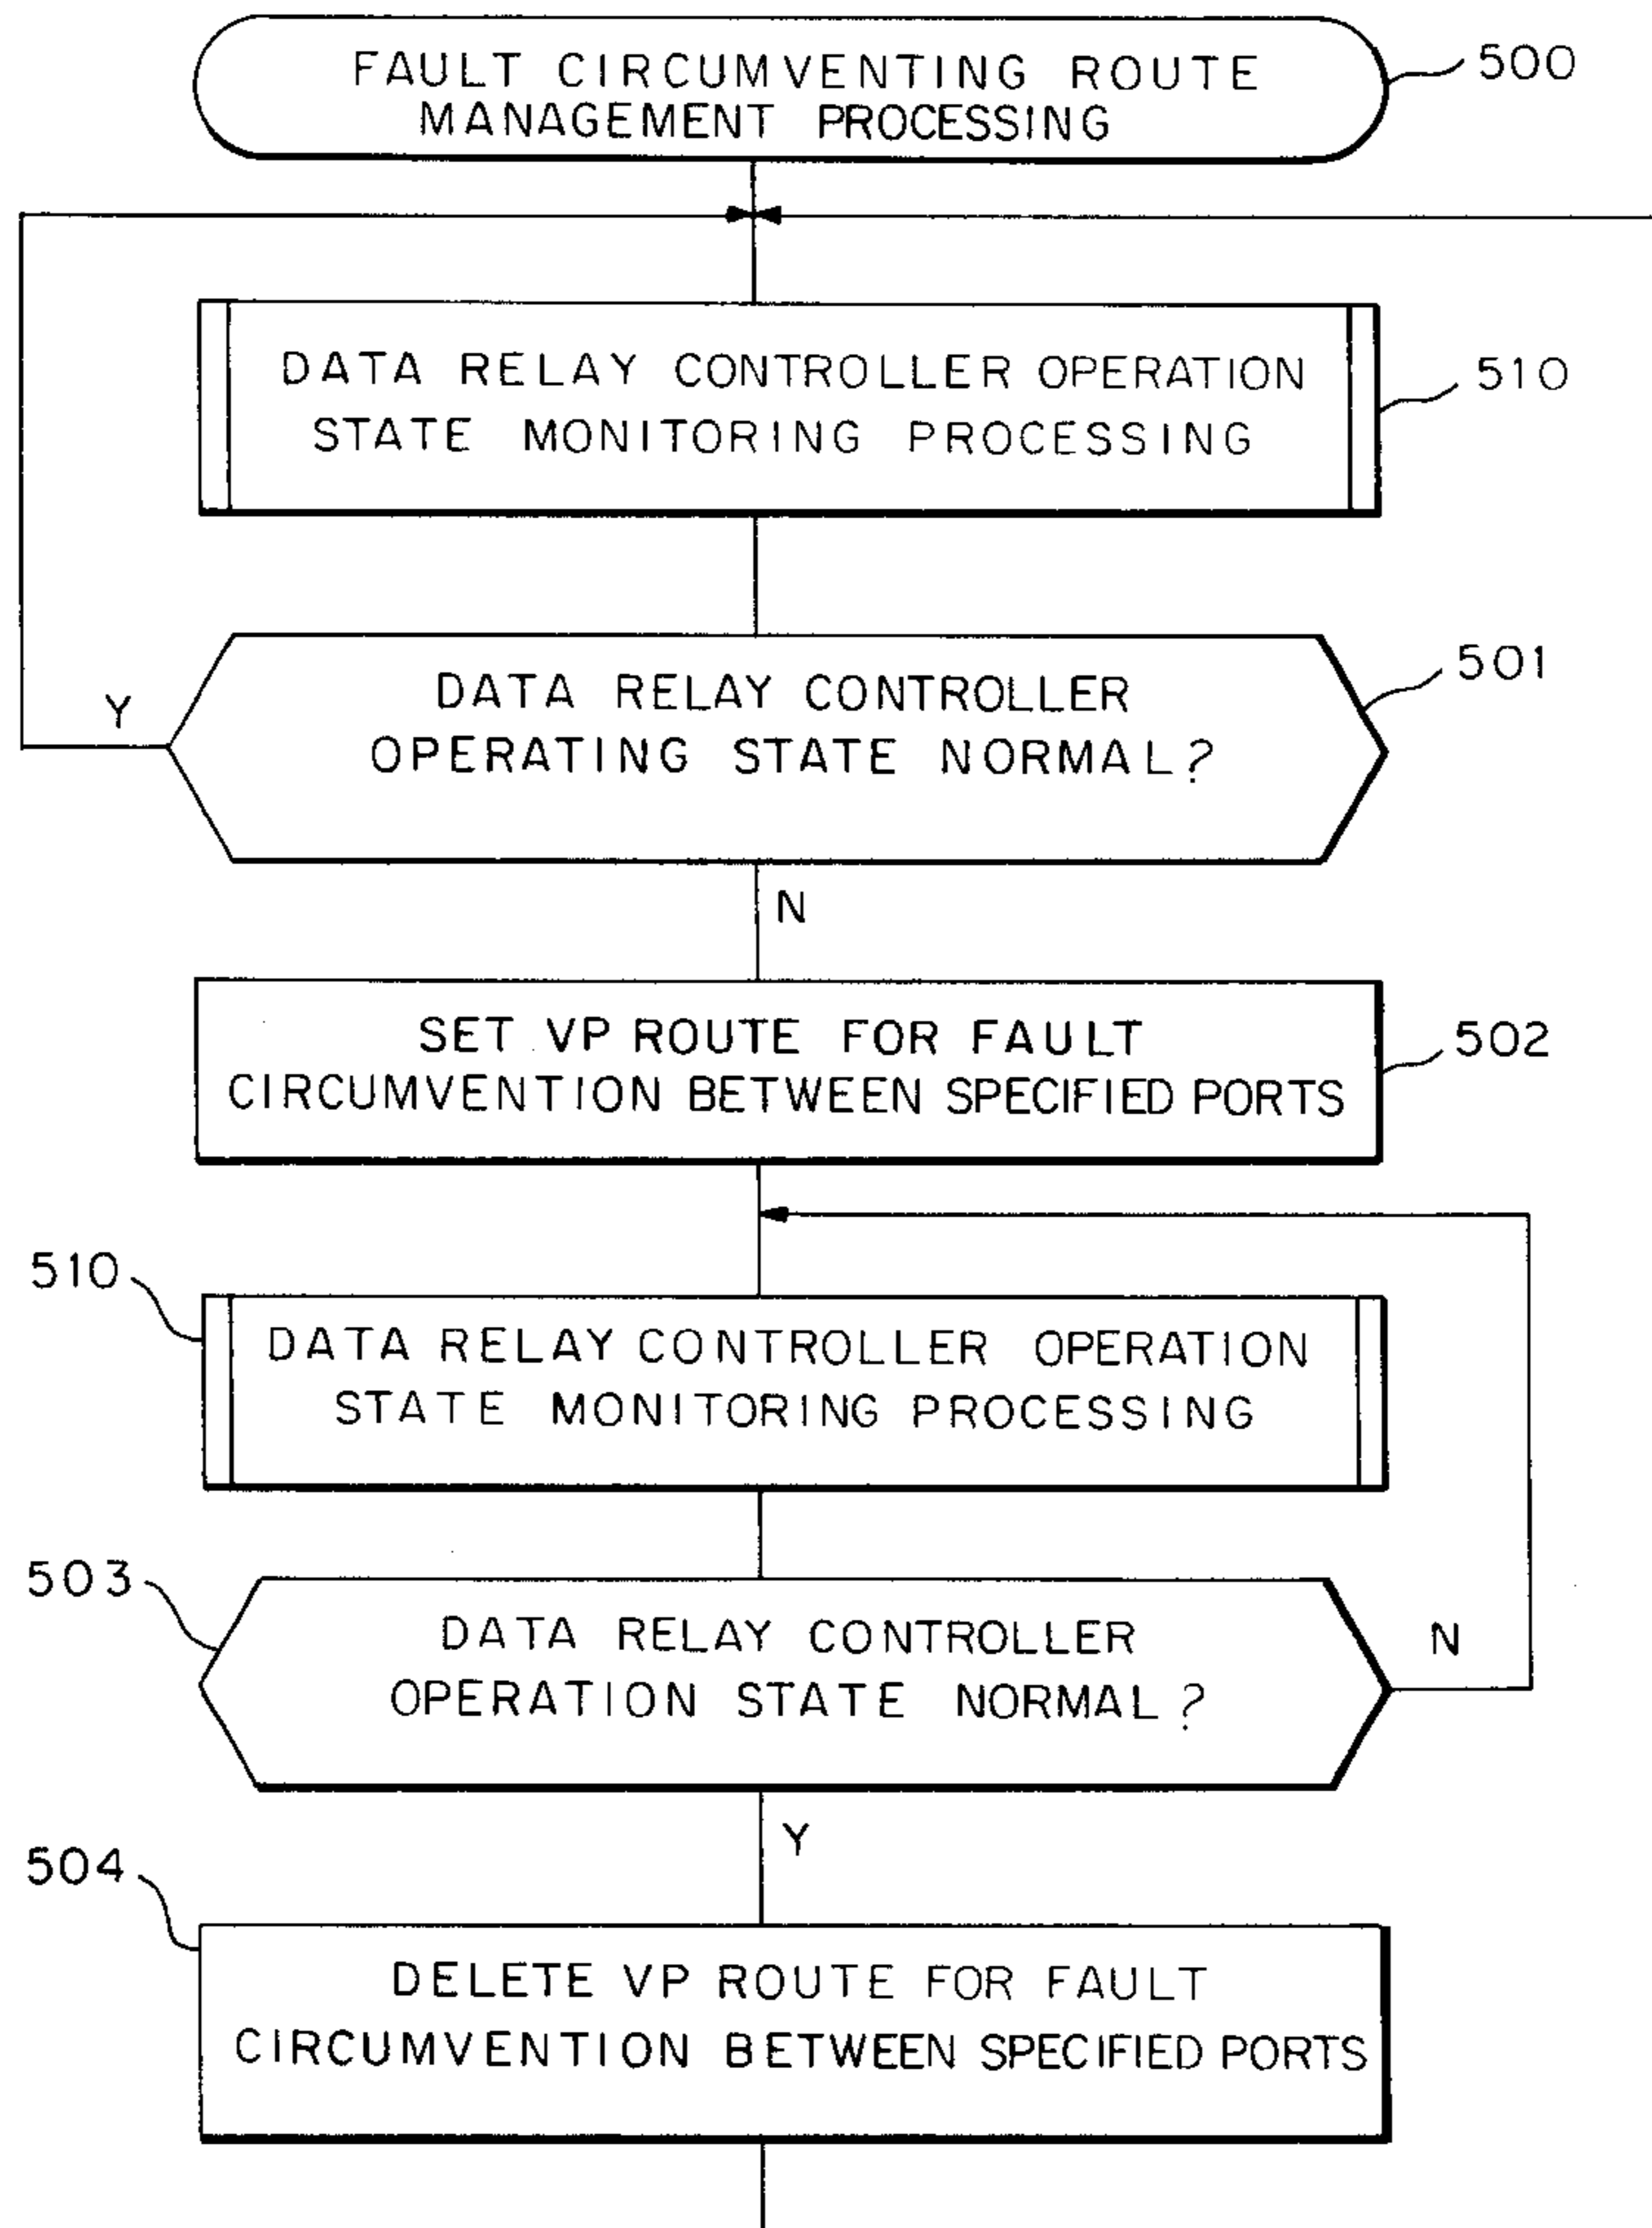 FAULT CIRCUMVENTING ROUTE
MANAGEMENT PROCESSING
500
DATA RELAY CONTROLLER OPERATION
STATE MONITORING PROCESSING
510
DATA RELAY CONTROLLER
OPERATING STATE NORMAL?
501
Y
N
SET VP ROUTE FOR FAULT
CIRCUMVENTION BETWEEN SPECIFIED PORTS
502
510
DATA RELAY CONTROLLER OPERATION
STATE MONITORING PROCESSING
503
DATA RELAY CONTROLLER
OPERATION STATE NORMAL?
N
Y
504
DELETE VP ROUTE FOR FAULT
CIRCUMVENTION BETWEEN SPECIFIED PORTS